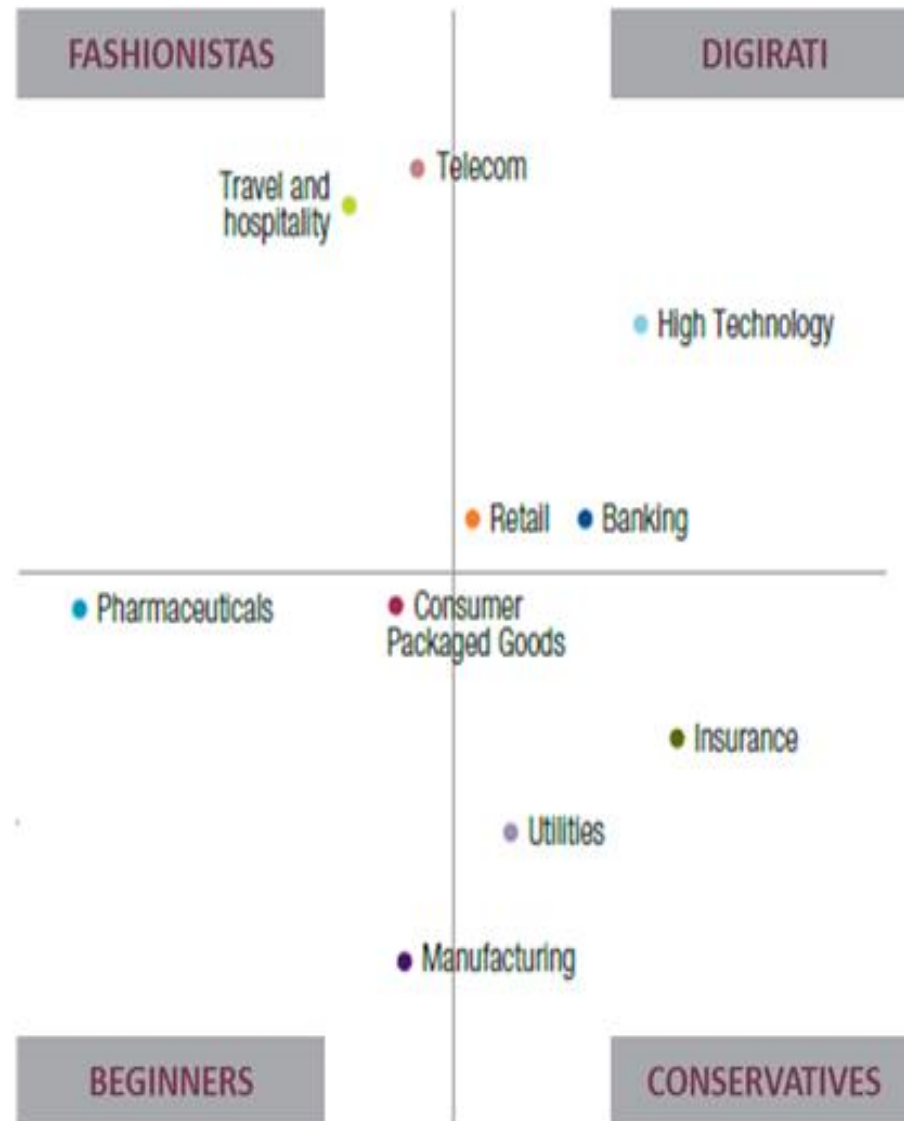 FASHIONISTAS
DIGIRATI
Telecom
Travel and
hospitality
High Technology
Retail
Banking
Pharmaceuticals
Consumer
Packaged Goods
Insurance
Utilities
Manufacturing
BEGINNERS
CONSERVATIVES